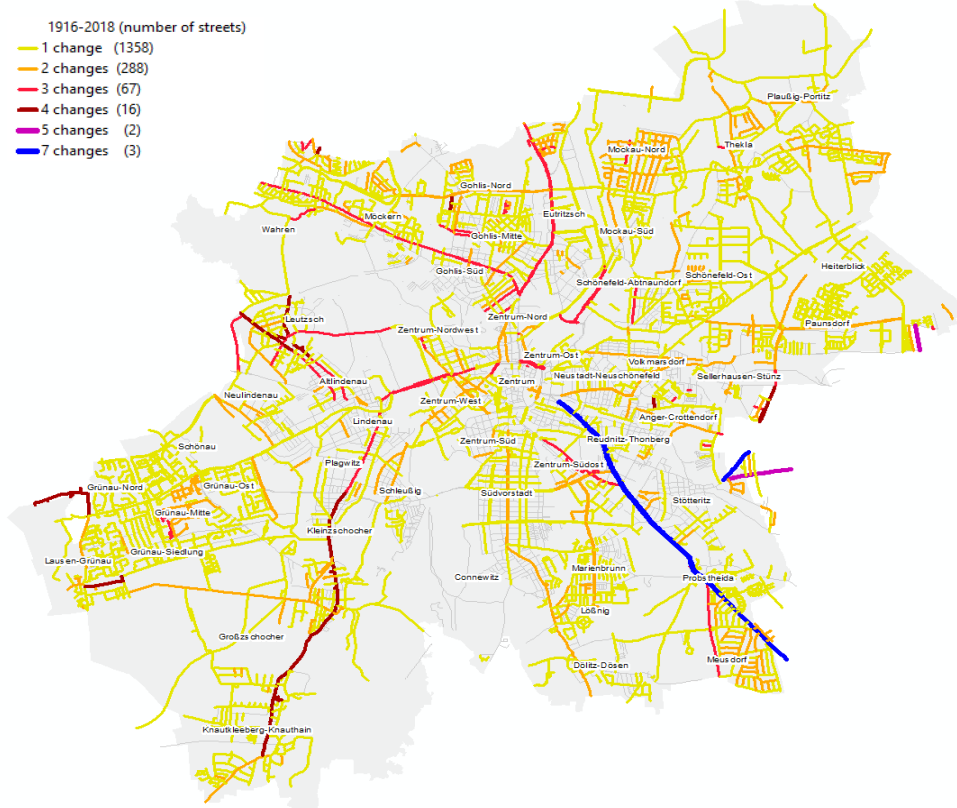 1916-2018 (number of streets)
1 change (1358)
2 changes (288)
3 changes (67)
4 changes (16)
5 changes (2)
7 changes (3)
Plaußig-Portitz
Thekla
Mockau-Nord
Gohlis-Nord
Eutritzsch
Möckern
Wahren
Gohlis-Mitte
Mockau-Süd
Gohlis-Süd
Heiterblick
Schönefeld-Ost
Schönefeld-Abtnaundorf
Leutzsch
Zentrum-Nord
Paunsdorf
Zentrum-Nordwest
Zentrum-Ost
Volkmarsdorf
Neustadt-Neuschönefeld
Sellerhausen-Stünz
Altlindenau
Zentrum
Neulindenau
Zentrum-West
Anger-Crottendorf
Lindenau
Reudnitz-Thonberg
Zentrum-Süd
Schönau
Plagwitz
Zentrum-Südost
Grünau-Nord
Grünau-Ost
Schleußig
Südvorstadt
Stötteritz
Grünau-Mitte
Kleinzschocher
Grünau-Siedlung
Lausen-Grünau
Marienbrunn
Connewitz
Probstheida
Lößnig
Großzschocher
Dölitz-Dösen
Meusdorf
Knautkleeberg-Knauthain